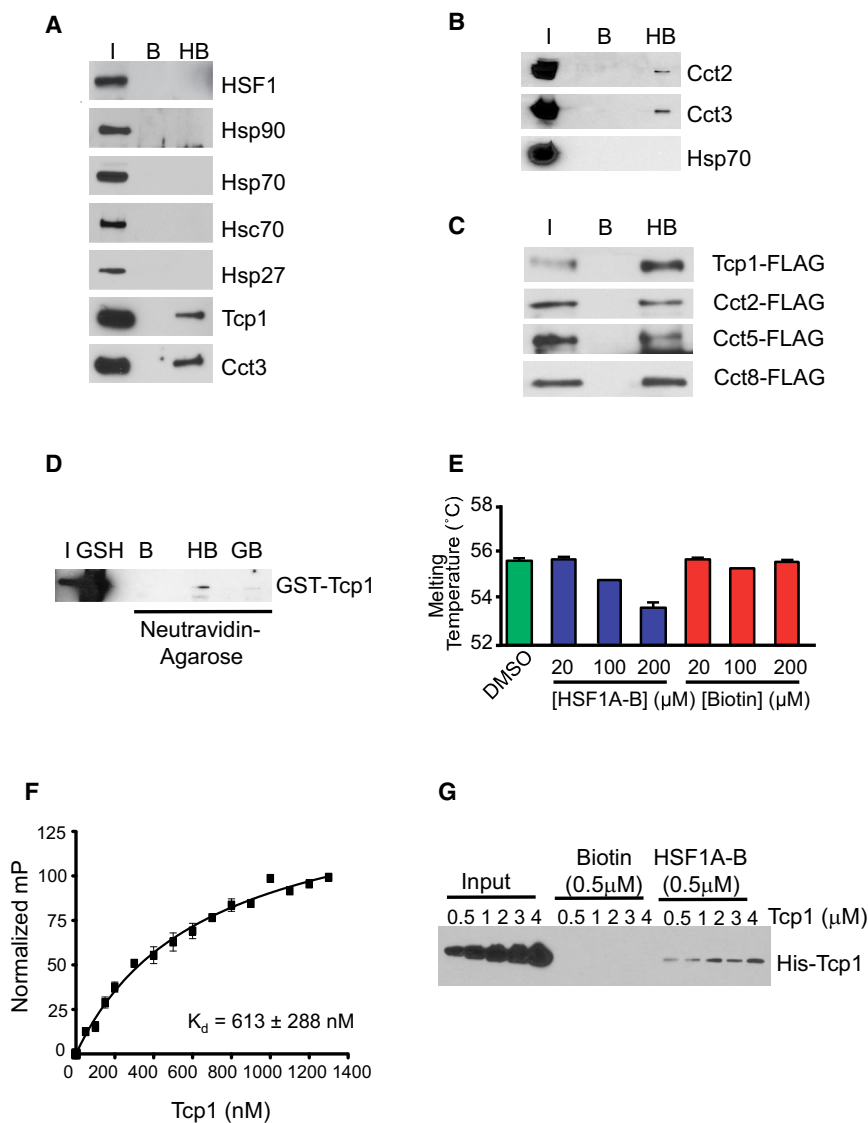 A
I B HB
HSF1
Hsp90
Hsp70
Hsc70
Hsp27
Tcp1
Cct3
B
I B HB
Cct2
Cct3
Hsp70
C
I B HB
Tcp1-FLAG
Cct2-FLAG
Cct5-FLAG
Cct8-FLAG
D
I GSH B HB GB
GST-Tcp1
Neutravidin-
Agarose
E
Melting
Temperature (˚C)
58
56
54
52
DMSO
20 100 200 20 100 200
[HSF1A-B] (μM) [Biotin] (μM)
F
Normalized mP
125
100
75
50
25
0
Kd = 613 ± 288 nM
0 200 400 600 800 1000 1200 1400
Tcp1 (nM)
G
Input
Biotin
(0.5μM)
HSF1A-B
(0.5μM)
0.5 1 2 3 4 0.5 1 2 3 4 0.5 1 2 3 4 Tcp1 (μM)
His-Tcp1